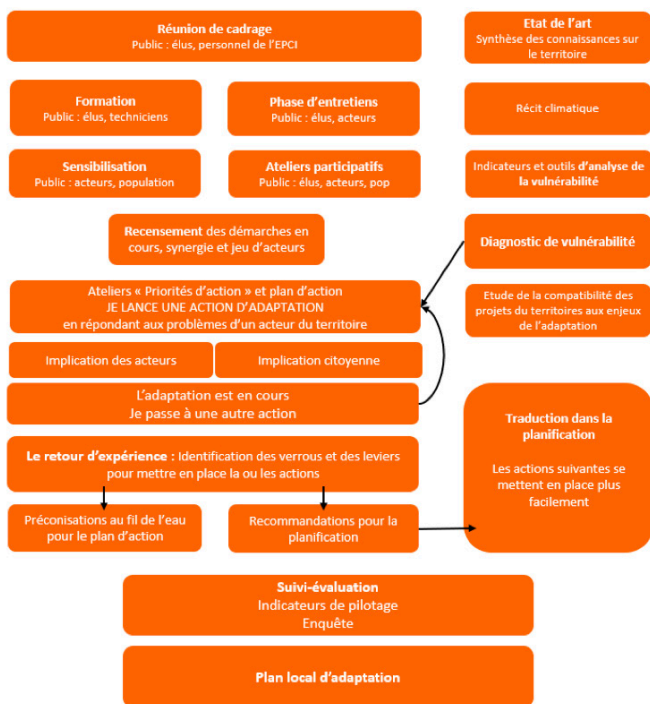 Réunion de cadrage
Public : élus, personnel de l'EPCI
Etat de l'art
Synthèse des connaissances sur
le territoire
Formation
Public : élus, techniciens
Phase d'entretiens
Public : élus, acteurs
Récit climatique
Sensibilisation
Public : acteurs, population
Ateliers participatifs
Public : élus, acteurs, pop
Indicateurs et outils d'analyse de
la vulnérabilité
Recensement des démarches en
cours, synergie et jeu d'acteurs
Diagnostic de vulnérabilité
Ateliers « Priorités d'action » et plan d'action
JE LANCE UNE ACTION D'ADAPTATION
en répondant aux problèmes d'un acteur du territoire
Etude de la compatibilité des
projets du territoires aux enjeux
de l'adaptation
Implication des acteurs
Implication citoyenne
L'adaptation est en cours
Je passe à une autre action
Traduction dans la
planification
Les actions suivantes se
mettent en place plus
facilement
Le retour d'expérience : Identification des verrous et des leviers
pour mettre en place la ou les actions
Préconisations au fil de l'eau
pour le plan d'action
Recommandations pour la
planification
Suivi-évaluation
Indicateurs de pilotage
Enquête
Plan local d'adaptation